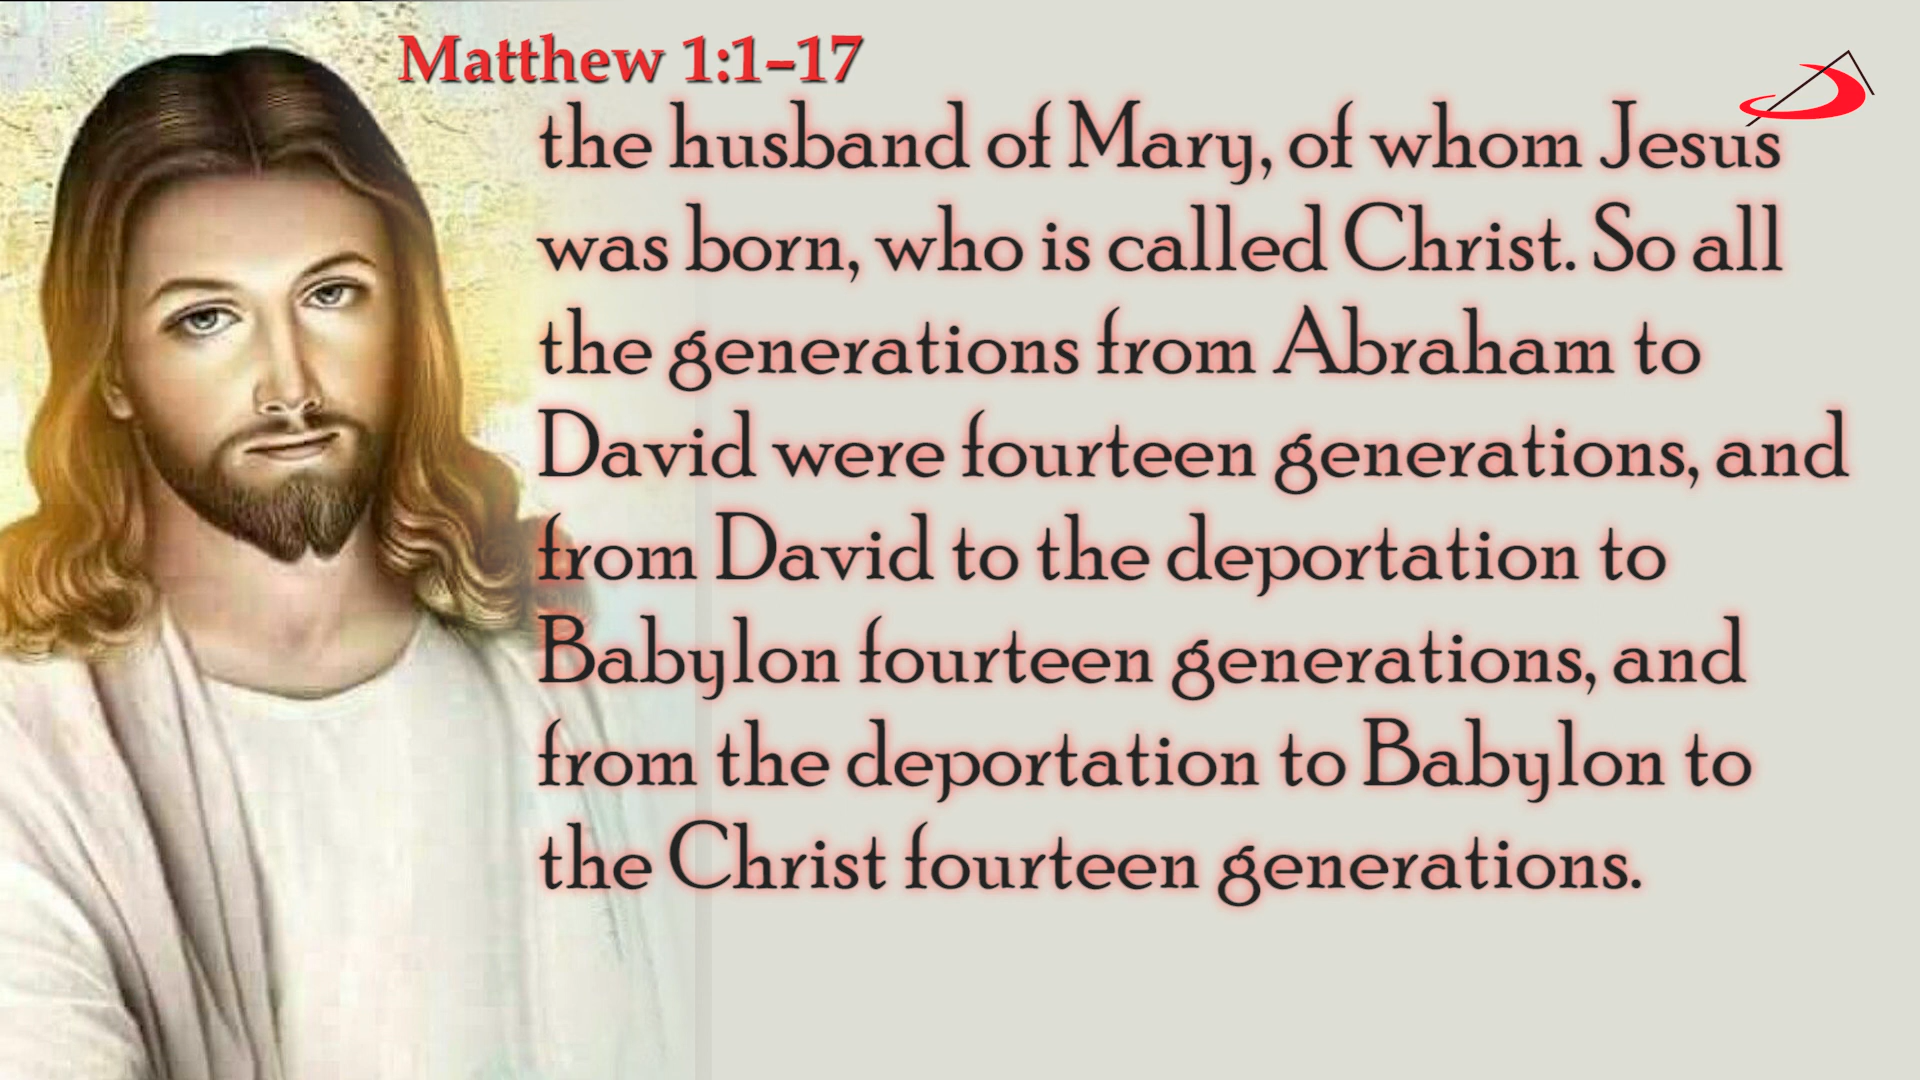 Matthew 1:1–17
the husband of Mary, of whom Jesus
was born, who is called Christ. So all
the generations from Abraham to
David were fourteen generations, and
from David to the deportation to
Babylon fourteen generations, and
from the deportation to Babylon to
the Christ fourteen generations.